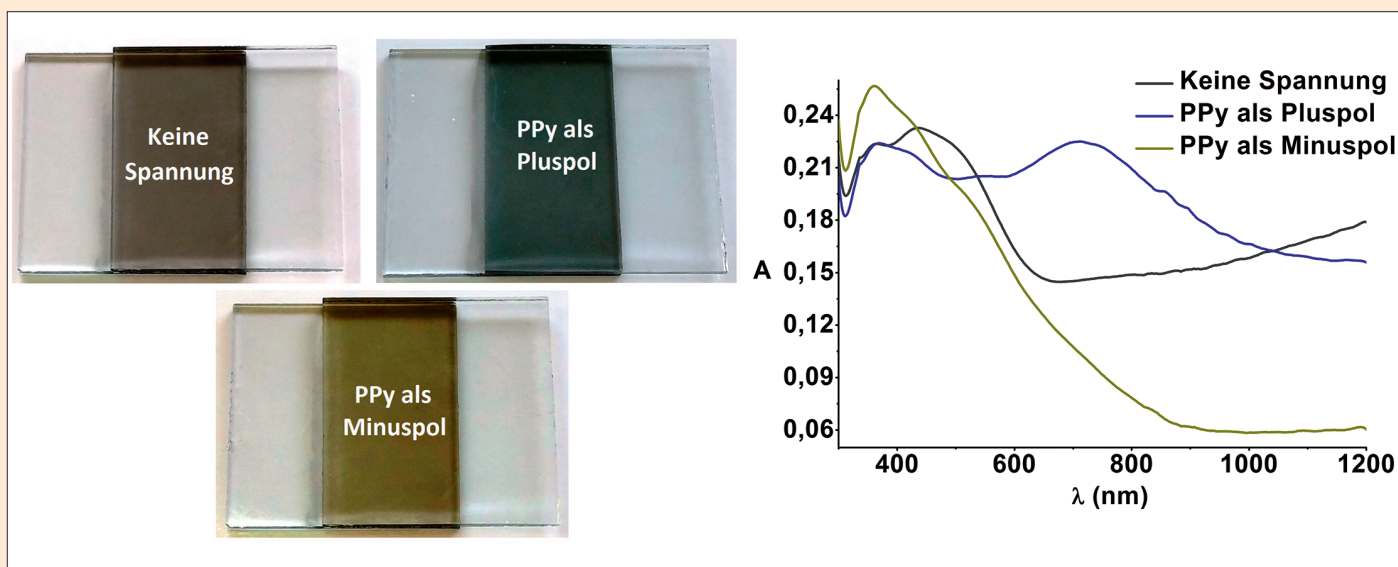 Keine
Spannung
PPy als
Pluspol
PPy als
Minuspol
Keine Spannung
PPy als Pluspol
PPy als Minuspol
0,24
0,21
0,18
0,15
0,12
0,09
0,06
A
400
600
800
1000
1200
λ (nm)